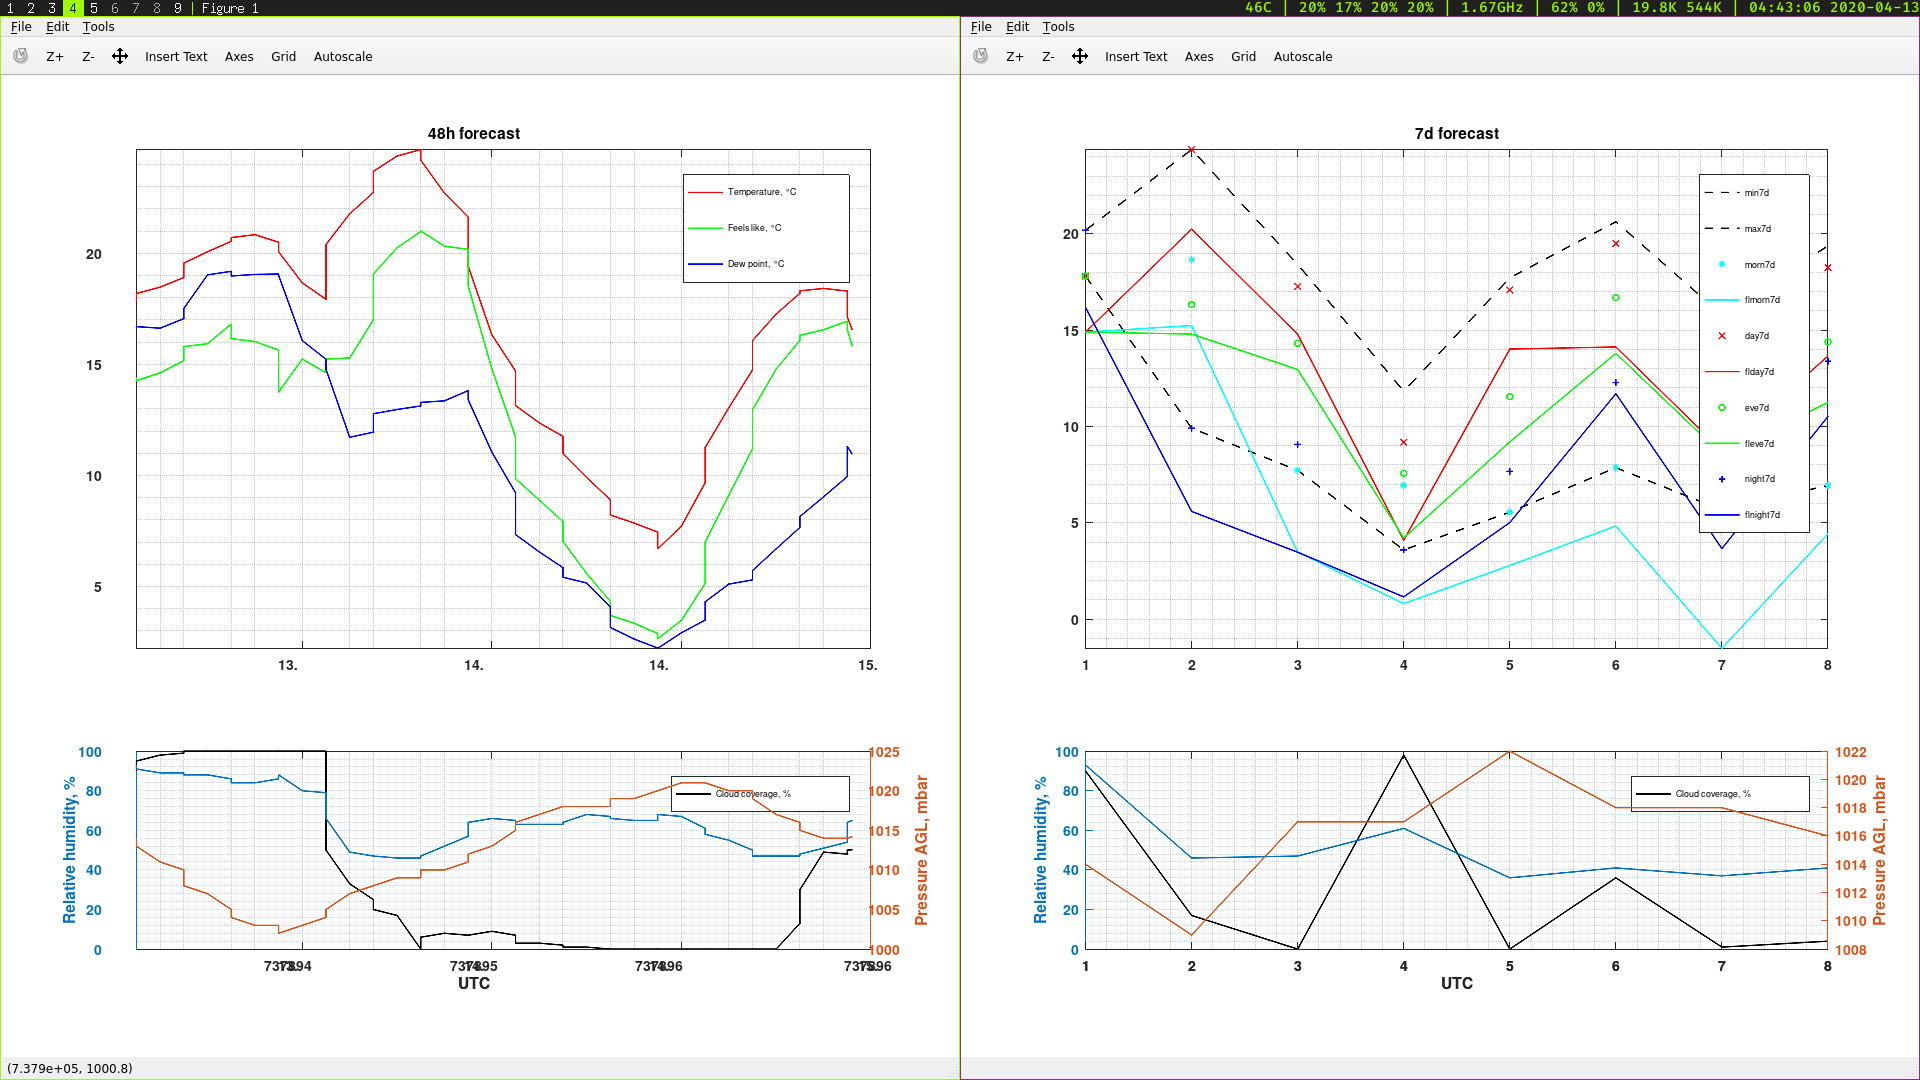 1 2 3 4 5 6 7 8 9 | Figure 1
46C | 20% 17% 20% 20% | 1.67GHz | 62% 0% | 19.8K 544K | 04:43:06 2020-04-13
File Edit Tools
Z+ Z- Insert Text Axes Grid Autoscale
48h forecast
Temperature, °C
Feels like, °C
Dew point, °C
20
15
10
5
13. 14. 14. 15.
Cloud coverage, %
Relative humidity, %
100
80
60
40
20
0
Pressure AGL, mbar
1025
1020
1015
1010
1005
1000
UTC
(7.379e+05, 1000.8)
File Edit Tools
Z+ Z- Insert Text Axes Grid Autoscale
7d forecast
min7d
max7d
morn7d
flmorn7d
day7d
flday7d
eve7d
fleve7d
night7d
flnight7d
20
15
10
5
0
1 2 3 4 5 6 7 8
Cloud coverage, %
Relative humidity, %
100
80
60
40
20
0
Pressure AGL, mbar
1022
1020
1018
1016
1014
1012
1010
1008
1 2 3 4 5 6 7 8
UTC